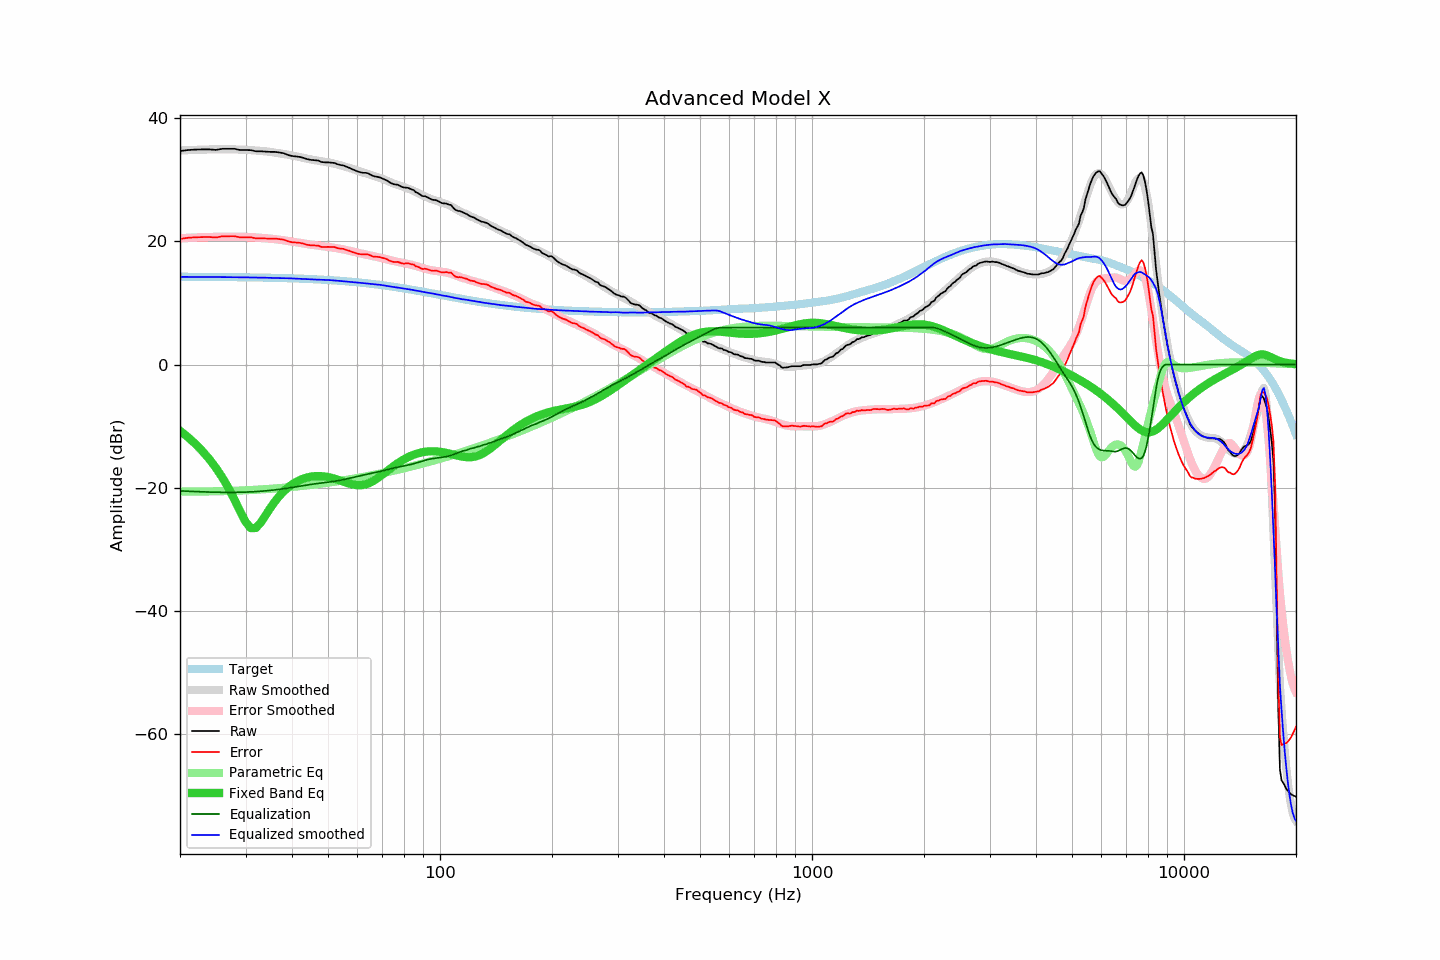 Advanced Model X
40
20
0
−20
−40
−60
Amplitude (dBr)
Target
Raw Smoothed
Error Smoothed
Raw
Error
Parametric Eq
Fixed Band Eq
Equalization
Equalized smoothed
100
1000
10000
Frequency (Hz)